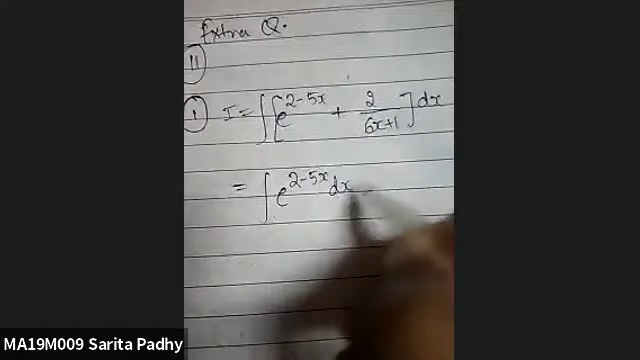 Extra Q.
11
1 I = ∫[e^{2-5x} + 2/(6x+1)] dx
= ∫ e^{2-5x} dx
MA19M009 Sarita Padhy